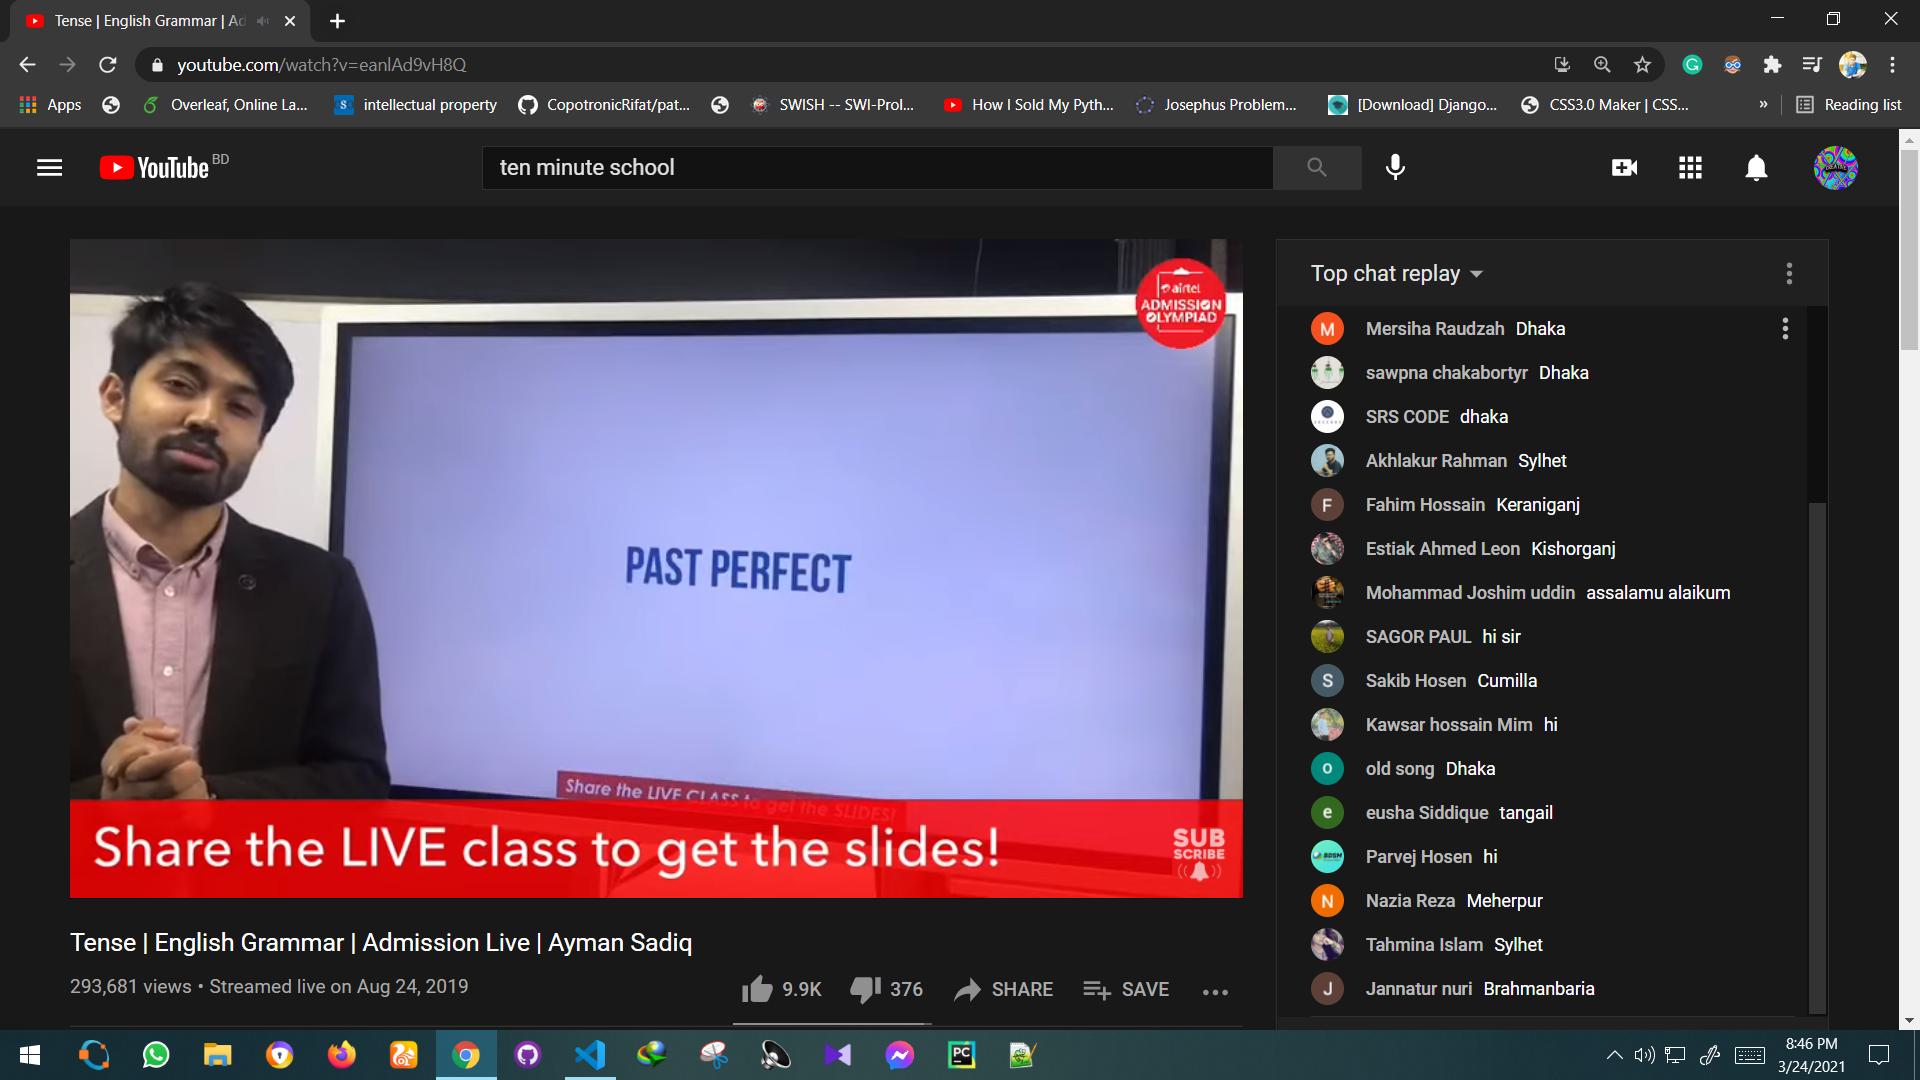 Tense | English Grammar | Ad
youtube.com/watch?v=eanlAd9vH8Q
Apps
Overleaf, Online La...
intellectual property
CopotronicRifat/pat...
SWISH -- SWI-Prol...
How I Sold My Pyth...
Josephus Problem...
[Download] Django...
CSS3.0 Maker | CSS...
»
Reading list
YouTube BD
ten minute school
airtel
ADMISSION
OLYMPIAD
PAST PERFECT
Share the LIVE CLASS to get the SLIDES!
Share the LIVE class to get the slides!
SUB
SCRIBE
Tense | English Grammar | Admission Live | Ayman Sadiq
293,681 views • Streamed live on Aug 24, 2019
9.9K
376
SHARE
SAVE
Top chat replay
M Mersiha Raudzah Dhaka
sawpna chakabortyr Dhaka
SRS CODE dhaka
Akhlakur Rahman Sylhet
F Fahim Hossain Keraniganj
Estiak Ahmed Leon Kishorganj
Mohammad Joshim uddin assalamu alaikum
SAGOR PAUL hi sir
S Sakib Hosen Cumilla
Kawsar hossain Mim hi
o old song Dhaka
e eusha Siddique tangail
Parvej Hosen hi
N Nazia Reza Meherpur
Tahmina Islam Sylhet
J Jannatur nuri Brahmanbaria
PC
8:46 PM
3/24/2021